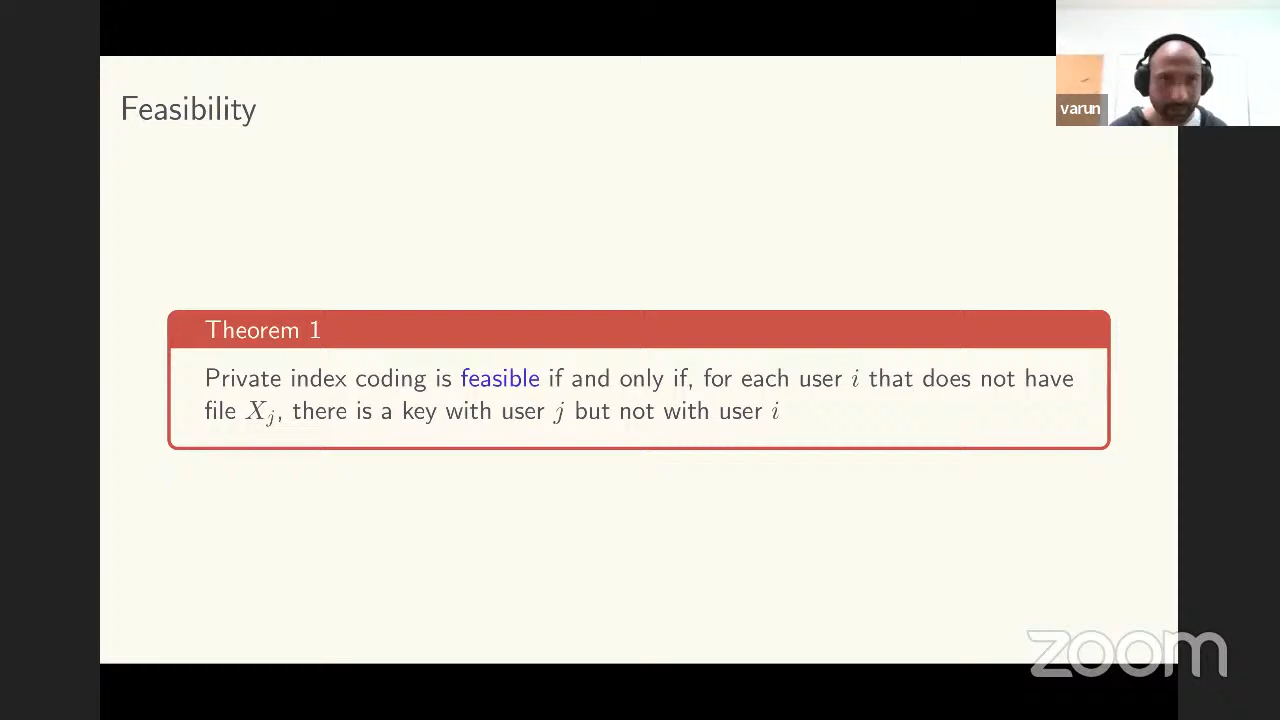 Feasibility
varun
Theorem 1
Private index coding is feasible if and only if, for each user i that does not have
file Xj, there is a key with user j but not with user i
zoom